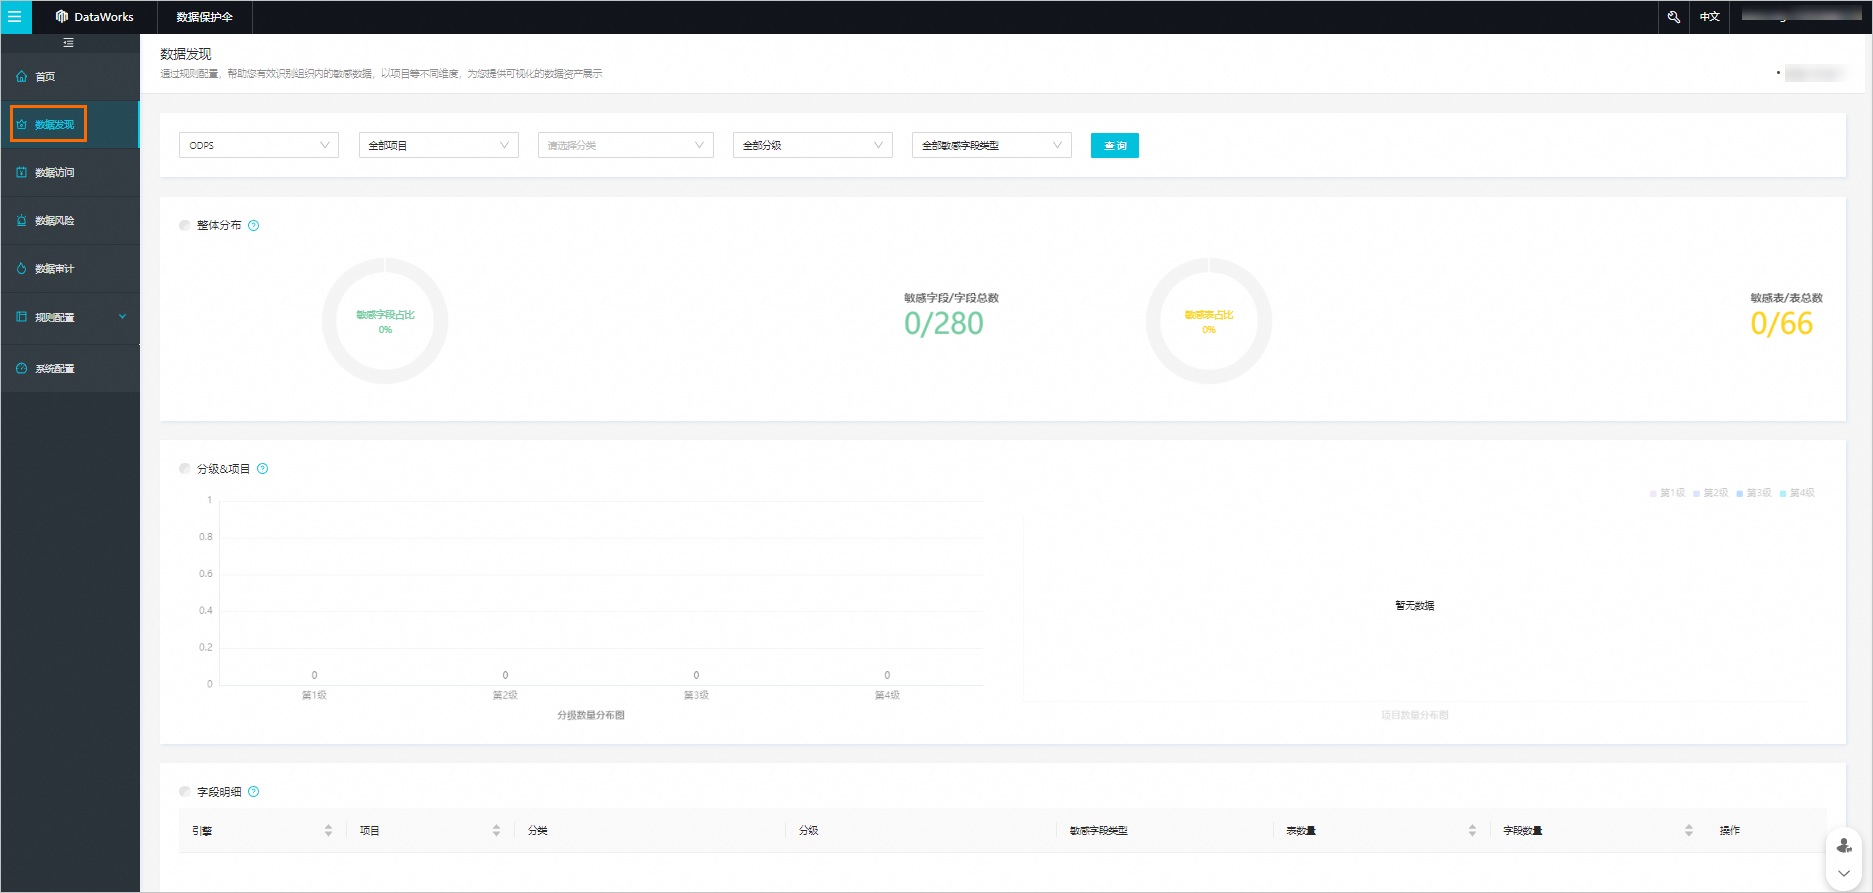 DataWorks
数据保护伞
中文
首页
数据发现
数据访问
数据风险
数据审计
规则配置
系统配置
数据发现
通过规则配置，帮助您有效识别组织内的敏感数据，以项目等不同维度，为您提供可视化的数据资产展示
ODPS
全部项目
请选择分类
全部分级
全部敏感字段类型
查询
整体分布
敏感字段占比
0%
敏感字段/字段总数
0/280
敏感表占比
0%
敏感表/表总数
0/66
分级&项目
1
0.8
0.6
0.4
0.2
0
0 0 0 0
第1级 第2级 第3级 第4级
分级数量分布图
第1级 第2级 第3级 第4级
暂无数据
项目数量分布图
字段明细
引擎 项目 分类 分级 敏感字段类型 表数量 字段数量 操作